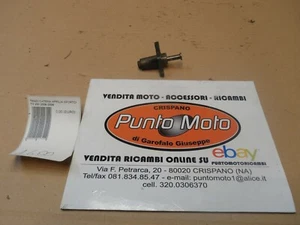 VENDITA MOTO - ACCESSORI - RICAMBI
CRISPANO
Punto Moto
di Garofalo Giuseppe
VENDITA RICAMBI ONLINE SU ebay
PUNTOMOTORICAMBI
Via F. Petrarca, 20 - 80020 CRISPANO (NA)
Tel/fax 081.834.85.47 - e-mail: puntomoto1@alice.it
cell. 320.0306370